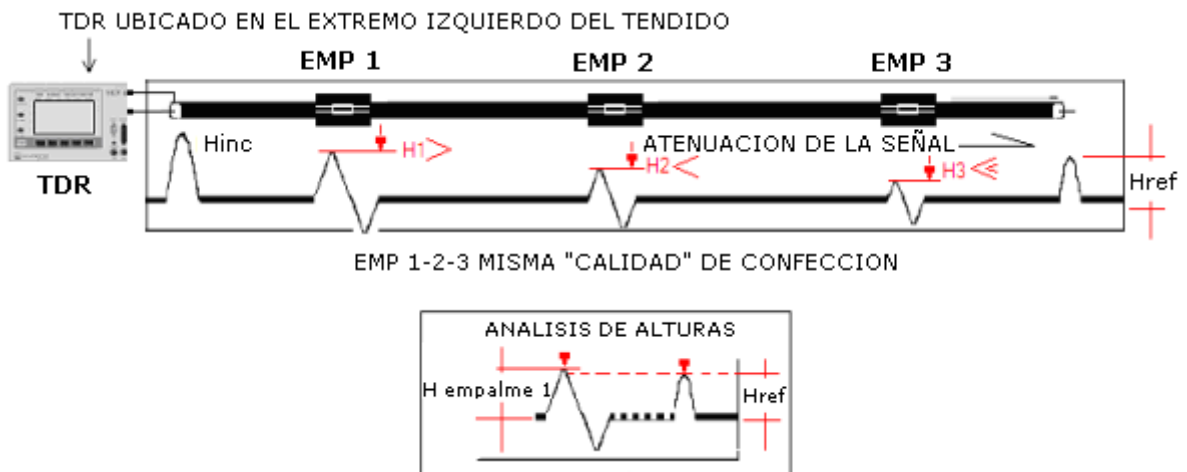 TDR UBICADO EN EL EXTREMO IZQUIERDO DEL TENDIDO
EMP 1
EMP 2
EMP 3
TDR
Hinc
H1>
ATENUACION DE LA SEÑAL
H2<
H3≪
Href
EMP 1-2-3 MISMA "CALIDAD" DE CONFECCION
ANALISIS DE ALTURAS
H empalme 1
Href